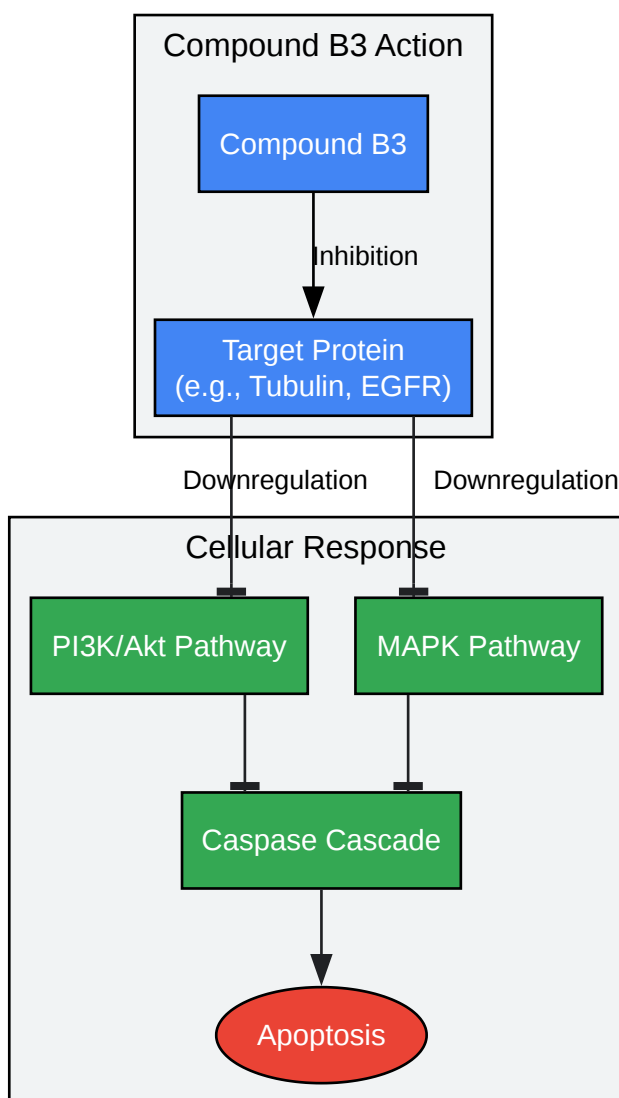 Compound B3 Action
Compound B3
Inhibition
Target Protein
(e.g., Tubulin, EGFR)
Downregulation
Downregulation
Cellular Response
PI3K/Akt Pathway
MAPK Pathway
Caspase Cascade
Apoptosis